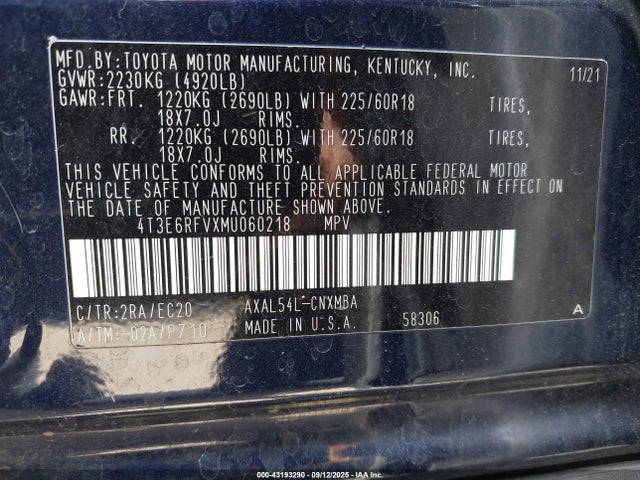 MFD.BY:TOYOTA MOTOR MANUFACTURING, KENTUCKY, INC. 11/21
GVWR:2230KG (4920LB)
GAWR:FRT. 1220KG (2690LB) WITH 225/60R18 TIRES,
18X7.0J RIMS.
RR. 1220KG (2690LB) WITH 225/60R18 TIRES,
18X7.0J RIMS.
THIS VEHICLE CONFORMS TO ALL APPLICABLE FEDERAL MOTOR
VEHICLE SAFETY AND THEFT PREVENTION STANDARDS IN EFFECT ON
THE DATE OF MANUFACTURE SHOWN ABOVE.
4T3E6RFVXMU060218 MPV
C/TR:2RA/EC20 AXAL54L-CNXMBA
A/TM:-02A/P710 MADE IN U.S.A. 58306 A
000-43193290 - 09/12/2025 - IAA Inc.